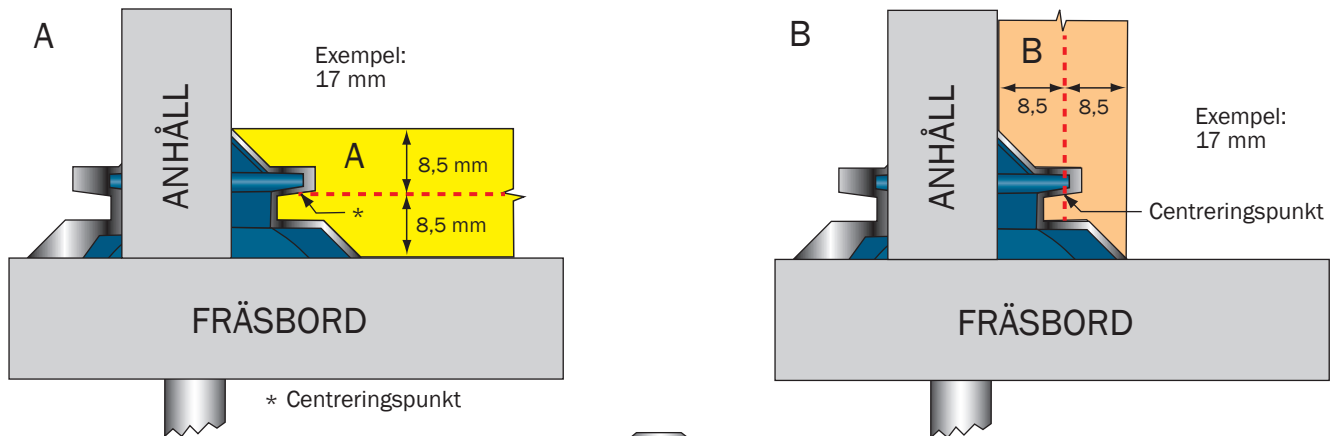 A
Exempel:
17 mm
ANHÅLL
A
8,5 mm
*
8,5 mm
FRÄSBORD
* Centreringspunkt
B
B
8,5
8,5
ANHÅLL
Exempel:
17 mm
Centreringspunkt
FRÄSBORD